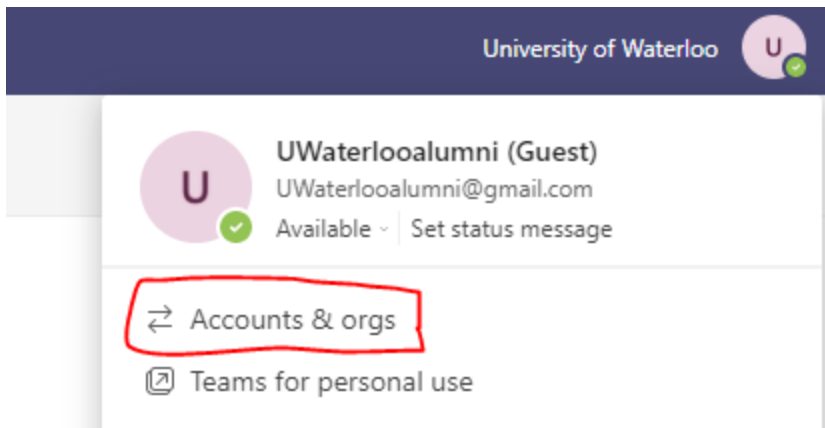 University of Waterloo
U
U
UWaterlooalumni (Guest)
UWaterlooalumni@gmail.com
Available
Set status message
Accounts & orgs
Teams for personal use